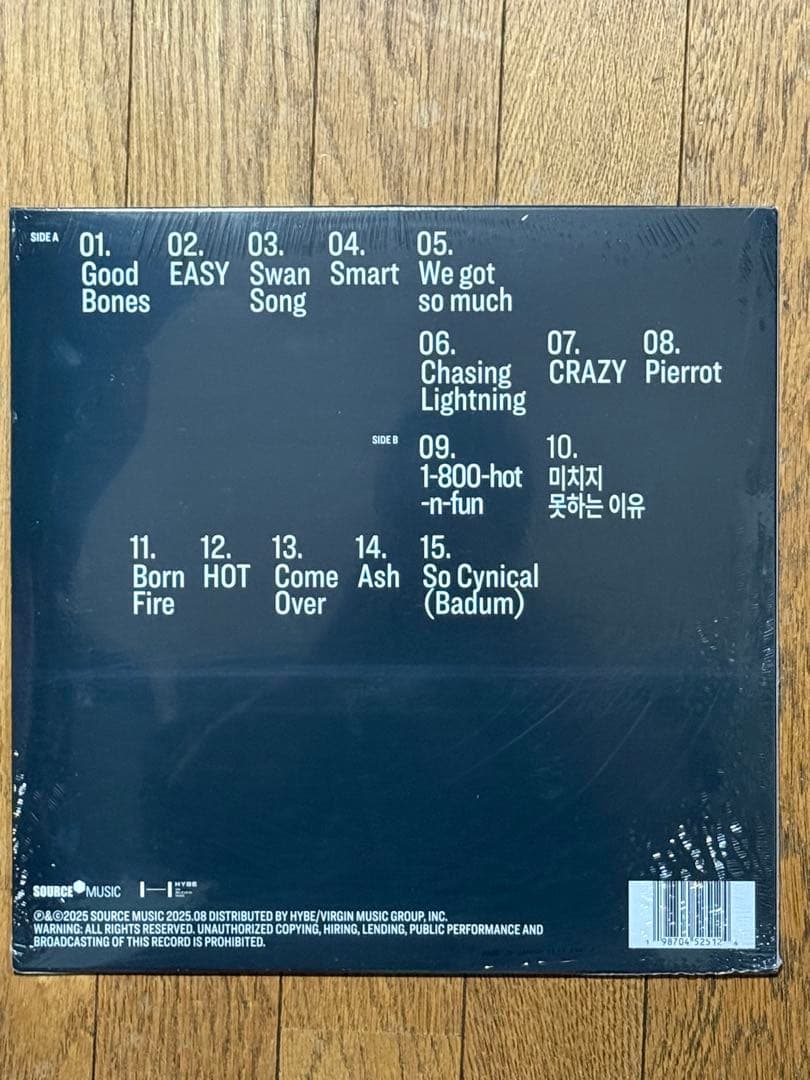 SIDE A
01.
Good
Bones
02.
EASY
03.
Swan
Song
04.
Smart
05.
We got
so much
06.
Chasing
Lightning
07.
CRAZY
08.
Pierrot
SIDE B
09.
1-800-hot
-n-fun
10.
미치지
못하는 이유
11.
Born
Fire
12.
HOT
13.
Come
Over
14.
Ash
15.
So Cynical
(Badum)
SOURCE MUSIC
HYBE
℗&©2025 SOURCE MUSIC 2025.08 DISTRIBUTED BY HYBE/VIRGIN MUSIC GROUP, INC.
WARNING: ALL RIGHTS RESERVED. UNAUTHORIZED COPYING, HIRING, LENDING, PUBLIC PERFORMANCE AND
BROADCASTING OF THIS RECORD IS PROHIBITED.
1 98704 52512 4